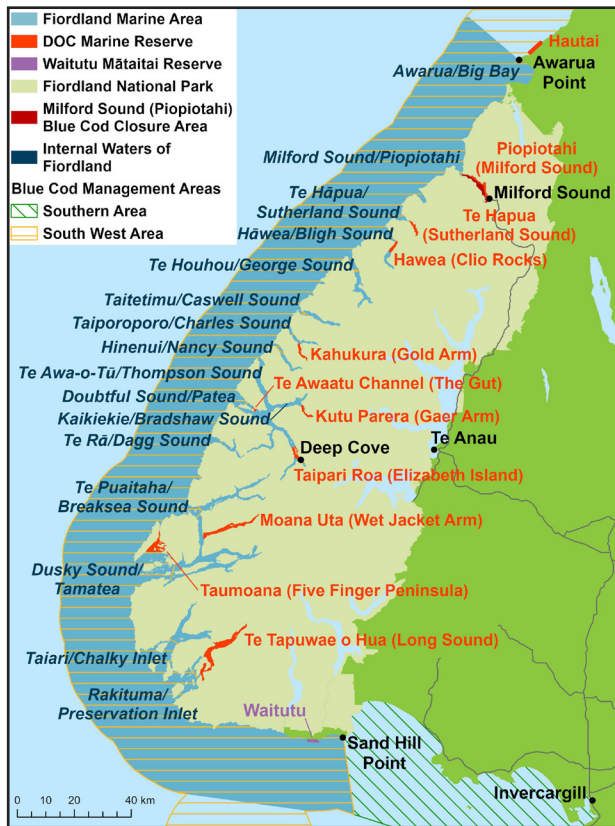 Fiordland Marine Area
DOC Marine Reserve
Waitutu Mātaitai Reserve
Fiordland National Park
Milford Sound (Piopiotahi)
Blue Cod Closure Area
Internal Waters of
Fiordland
Blue Cod Management Areas
Southern Area
South West Area
Hautai
Awarua
Point
Awarua/Big Bay
Piopiotahi
(Milford Sound)
Milford Sound/Piopiotahi
Milford Sound
Te Hāpua/
Sutherland Sound
Te Hapua
(Sutherland Sound)
Hāwea/Bligh Sound
Hawea (Clio Rocks)
Te Houhou/George Sound
Taitetimu/Caswell Sound
Taiporoporo/Charles Sound
Hinenui/Nancy Sound
Kahukura (Gold Arm)
Te Awa-o-Tū/Thompson Sound
Te Awaatu Channel (The Gut)
Doubtful Sound/Patea
Kaikiekie/Bradshaw Sound
Kutu Parera (Gaer Arm)
Te Rā/Dagg Sound
Deep Cove
Te Anau
Taipari Roa (Elizabeth Island)
Te Puaitaha/
Breaksea Sound
Moana Uta (Wet Jacket Arm)
Dusky Sound/
Tamatea
Taumoana (Five Finger Peninsula)
Te Tapuwae o Hua (Long Sound)
Taiari/Chalky Inlet
Rakituma/
Preservation Inlet
Waitutu
Sand Hill
Point
Invercargill
0 20 40 km